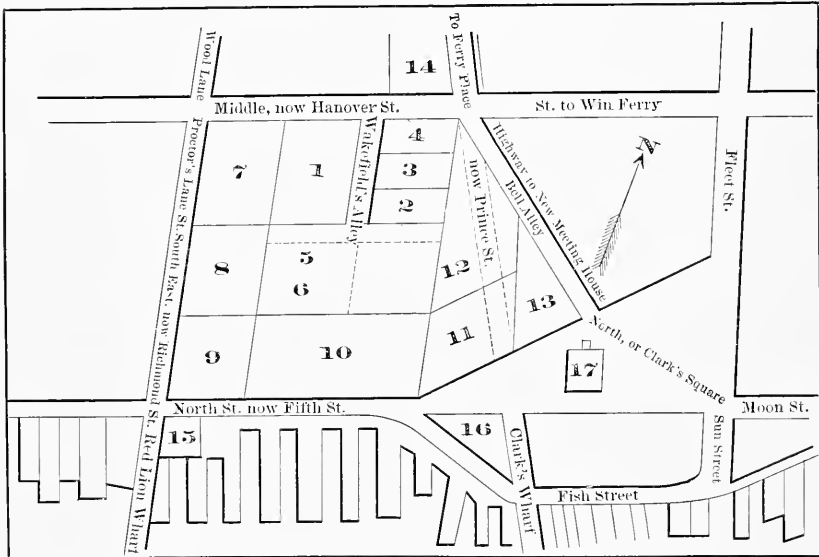 Wood Lane Proctor's Lane St. South East. now Richmond St. Red Lion Wharf
To Ferry Place
14
Middle, now Hanover St.
St. to Win Ferry
Wakefield's Alley
4
7
1
3
2
now Prince St.
Highway to New Meeting House
Bell Alley
N
Fleet St.
8
5
6
12
13
9
10
11
North, or Clark's Square
17
North St. now Fifth St.
Moon St.
15
16
Clark's Wharf
Sun Street
Fish Street